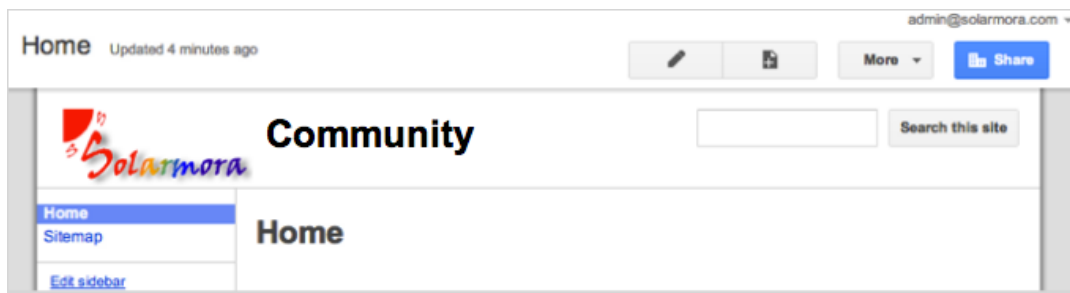 admin@solarmora.com
Home Updated 4 minutes ago
More Share
Solarmora Community
Search this site
Home
Sitemap
Home
Edit sidebar